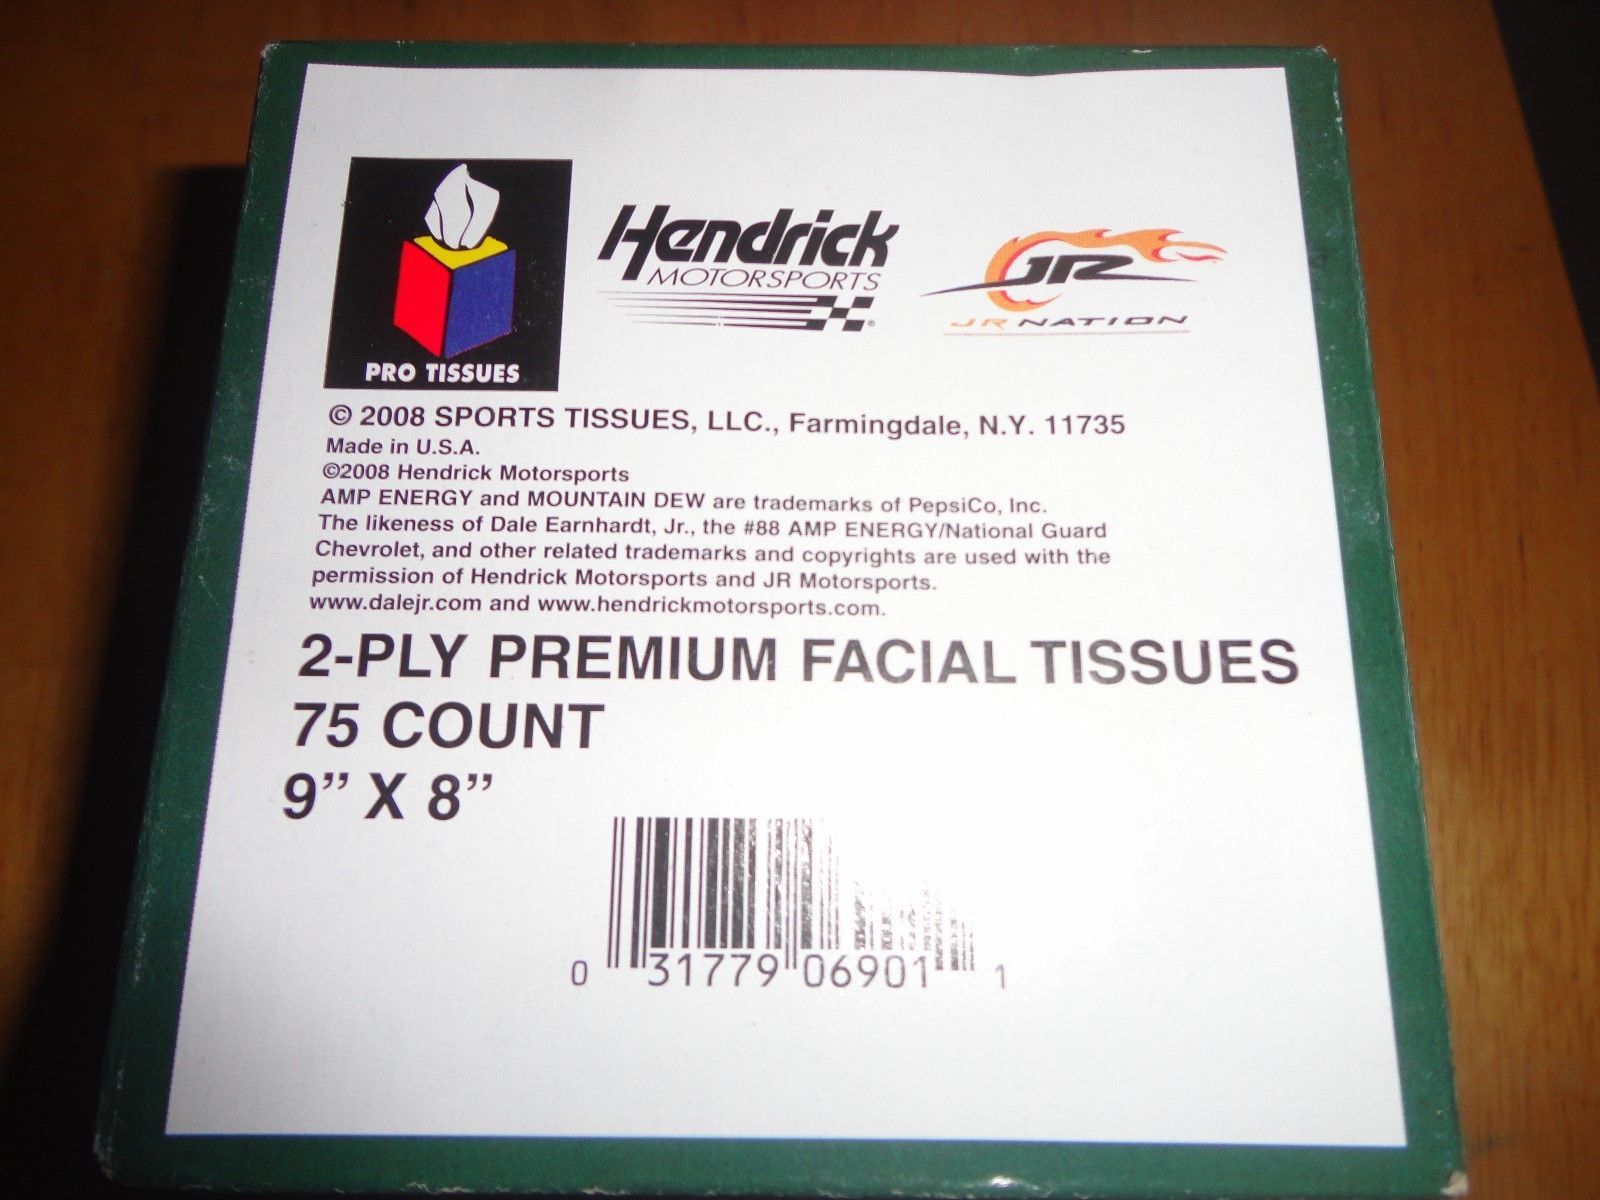 PRO TISSUES
Hendrick
MOTORSPORTS
®
JR
JR NATION
© 2008 SPORTS TISSUES, LLC., Farmingdale, N.Y. 11735
Made in U.S.A.
©2008 Hendrick Motorsports
AMP ENERGY and MOUNTAIN DEW are trademarks of PepsiCo, Inc.
The likeness of Dale Earnhardt, Jr., the #88 AMP ENERGY/National Guard
Chevrolet, and other related trademarks and copyrights are used with the
permission of Hendrick Motorsports and JR Motorsports.
www.dalejr.com and www.hendrickmotorsports.com.
2-PLY PREMIUM FACIAL TISSUES
75 COUNT
9” X 8”
0 31779 06901 1